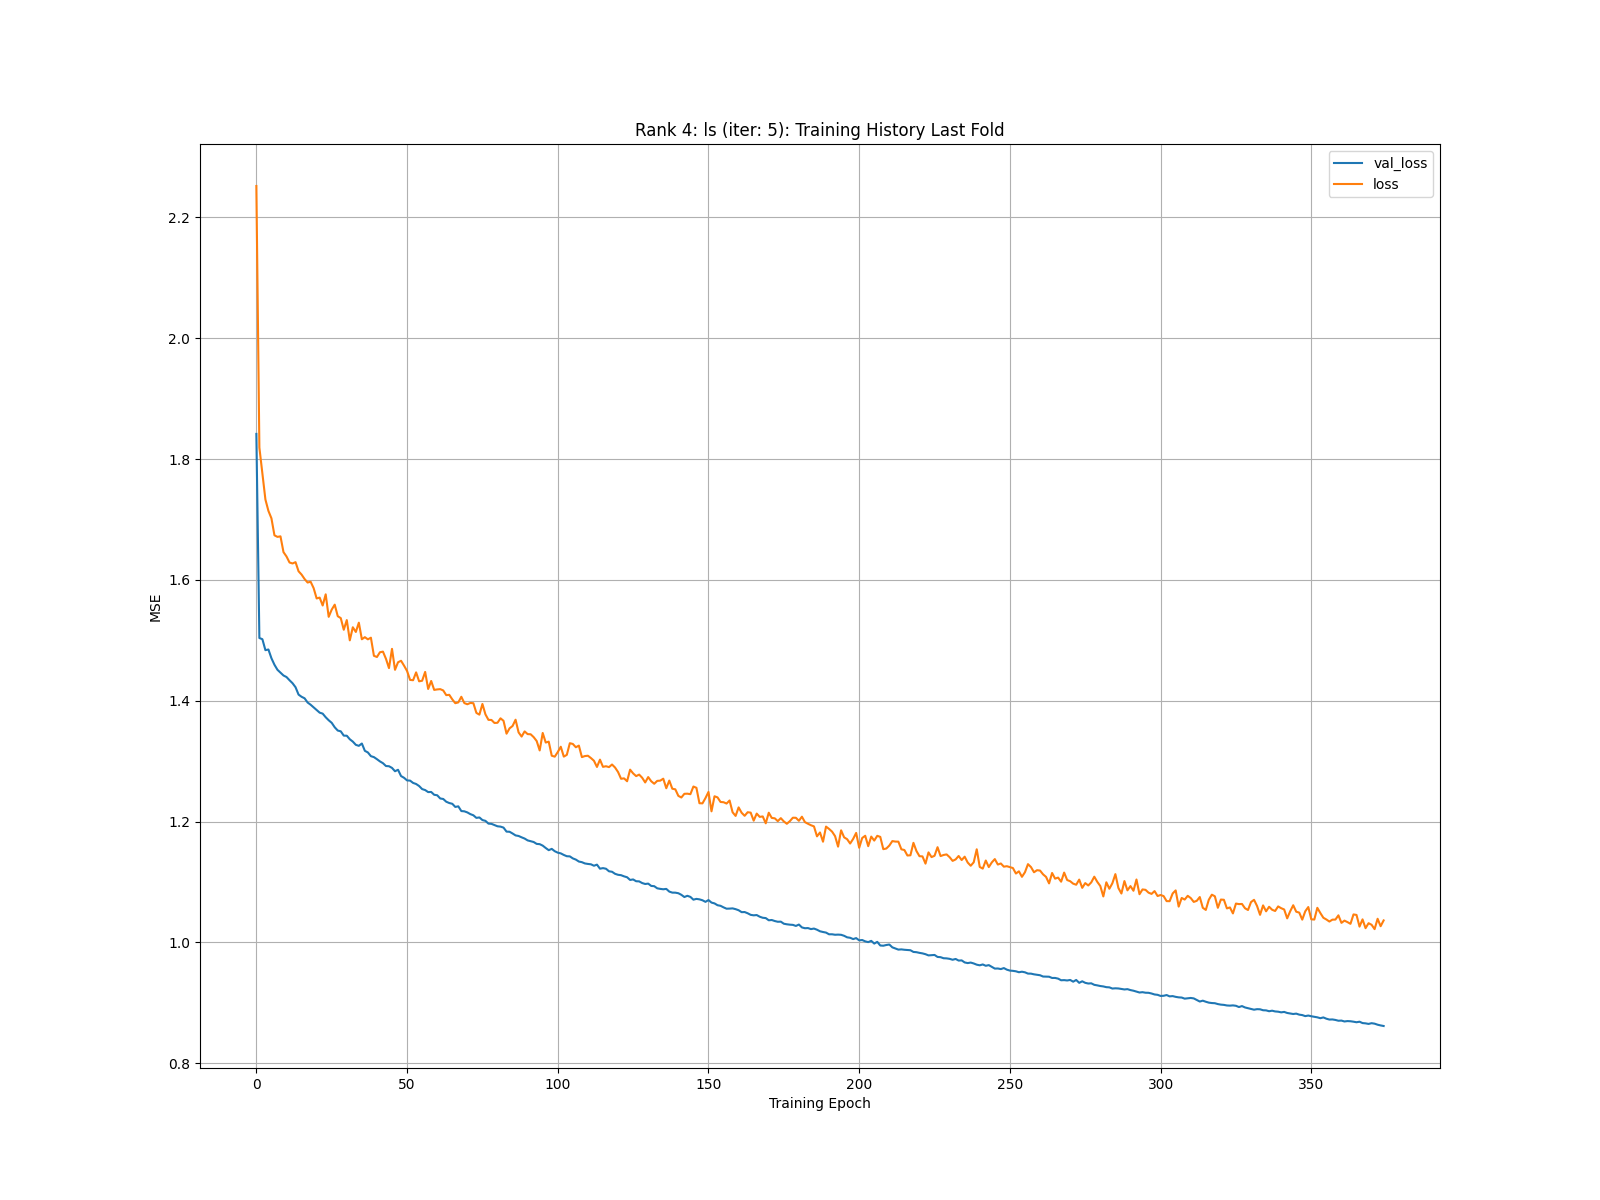 Rank 4: ls (iter: 5): Training History Last Fold
val_loss
loss
2.2
2.0
1.8
1.6
1.4
1.2
1.0
0.8
MSE
0 50 100 150 200 250 300 350
Training Epoch